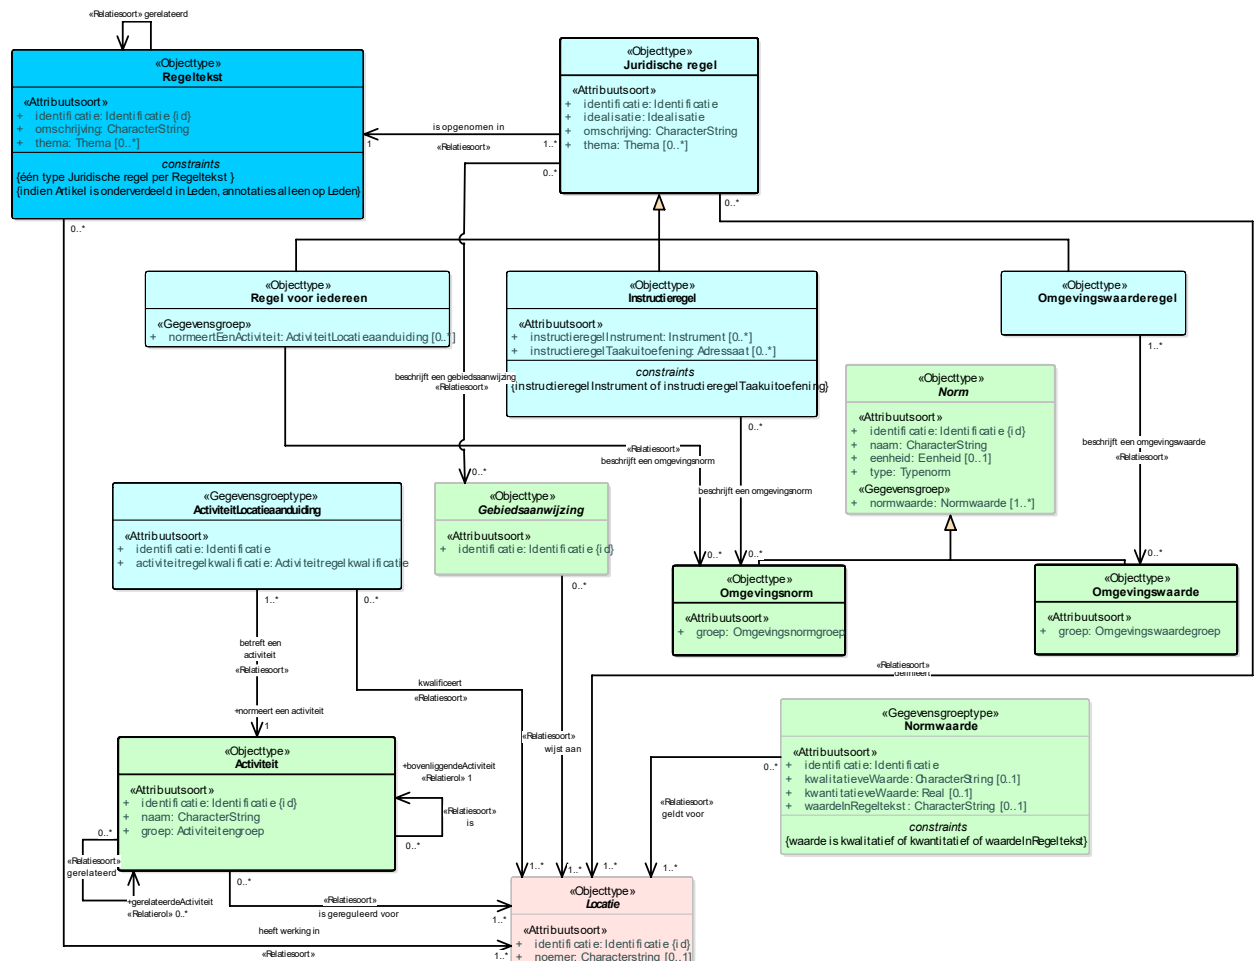 «Relatiesoort» gerelateerd
«Objecttype»
Regeltekst
«Attribuutsoort»
+ identificatie: Identificatie {id}
+ omschrijving: CharacterString
+ thema: Thema [0..*]
constraints
{één type Juridische regel per Regeltekst }
{indien Artikel is onderverdeeld in Leden, annotaties alleen op Leden}
0..*
«Objecttype»
Juridische regel
«Attribuutsoort»
+ identificatie: Identificatie
+ idealisatie: Idealisatie
+ omschrijving: CharacterString
+ thema: Thema [0..*]
is opgenomen in
1
1..*
«Relatiesoort»
0..*
0..*
«Objecttype»
Regel voor iedereen
«Gegevensgroep»
+ normeertEenActiviteit: ActiviteitLocatieaanduiding [0..*]
«Objecttype»
Instructieregel
«Attribuutsoort»
+ instructieregelInstrument: Instrument [0..*]
+ instructieregelTaakuitoefening: Adressaat [0..*]
constraints
{instructieregelInstrument of instructieregelTaakuitoefening}
0..*
«Objecttype»
Omgevingswaarderegel
1..*
beschrijft een gebiedsaanwijzing
«Relatiesoort»
0..*
«Relatiesoort»
beschrijft een omgevingsnorm
beschrijft een omgevingsnorm
0..*
0..*
beschrijft een omgevingswaarde
«Relatiesoort»
0..*
«Objecttype»
Norm
«Attribuutsoort»
+ identificatie: Identificatie {id}
+ naam: CharacterString
+ eenheid: Eenheid [0..1]
+ type: Typenorm
«Gegevensgroep»
+ normwaarde: Normwaarde [1..*]
«Gegevensgroeptype»
ActiviteitLocatieaanduiding
«Attribuutsoort»
+ identificatie: Identificatie
+ activiteitregelkwalificatie: Activiteitregelkwalificatie
1..*
0..*
«Objecttype»
Gebiedsaanwijzing
«Attribuutsoort»
+ identificatie: Identificatie {id}
0..*
«Objecttype»
Omgevingsnorm
«Attribuutsoort»
+ groep: Omgevingsnormgroep
«Objecttype»
Omgevingswaarde
«Attribuutsoort»
+ groep: Omgevingswaardegroep
betreft een
activiteit
«Relatiesoort»
+normeert een activiteit
1
kwalificeert
«Relatiesoort»
«Relatiesoort»
wijst aan
«Relatiesoort»
definieert
«Gegevensgroeptype»
Normwaarde
«Attribuutsoort»
+ identificatie: Identificatie
+ kwalitatieveWaarde: CharacterString [0..1]
+ kwantitatieveWaarde: Real [0..1]
+ waardeInRegeltekst: CharacterString [0..1]
constraints
{waarde is kwalitatief of kwantitatief of waardeInRegeltekst}
0..*
«Relatiesoort»
geldt voor
«Objecttype»
Activiteit
«Attribuutsoort»
+ identificatie: Identificatie {id}
+ naam: CharacterString
+ groep: Activiteitengroep
+bovenliggendeActiviteit
«Relatierol» 1
«Relatiesoort»
is
0..*
0..*
«Relatiesoort»
gerelateerd
+gerelateerdeActiviteit
«Relatierol» 0..*
0..*
«Relatiesoort»
is gereguleerd voor
1..*
1..*
1..*
1..*
1..*
heeft werking in
«Relatiesoort»
1..*
«Objecttype»
Locatie
«Attribuutsoort»
+ identificatie: Identificatie {id}
+ noemer: Characterstring [0..1]